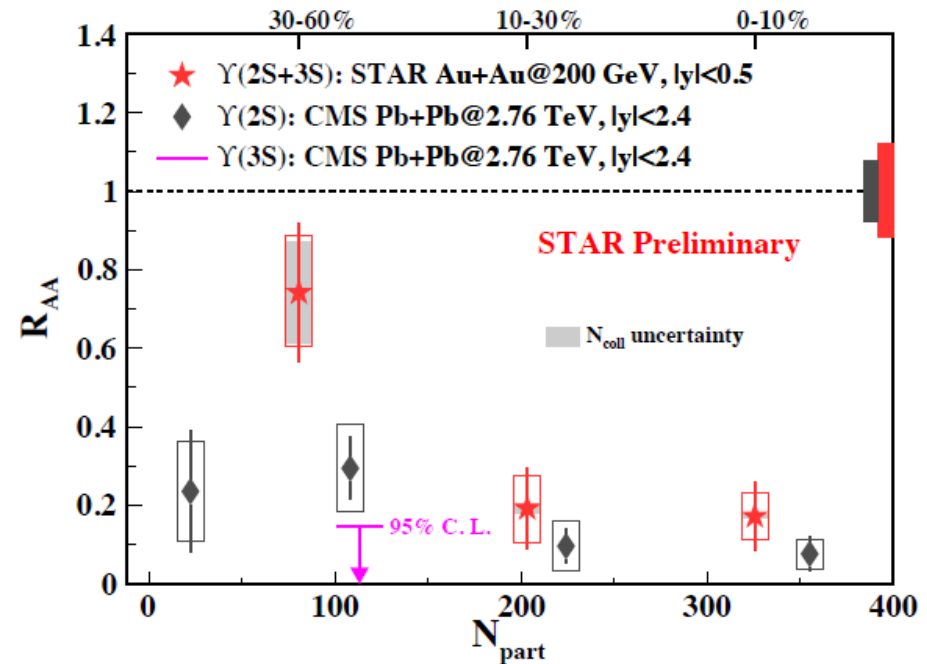 30-60% 10-30% 0-10%
1.4
ϒ(2S+3S): STAR Au+Au@200 GeV, |y|<0.5
1.2
ϒ(2S): CMS Pb+Pb@2.76 TeV, |y|<2.4
ϒ(3S): CMS Pb+Pb@2.76 TeV, |y|<2.4
1
STAR Preliminary
0.8
R_AA
0.6
N_coll uncertainty
0.4
0.2
95% C. L.
0
0 100 200 300 400
N_part